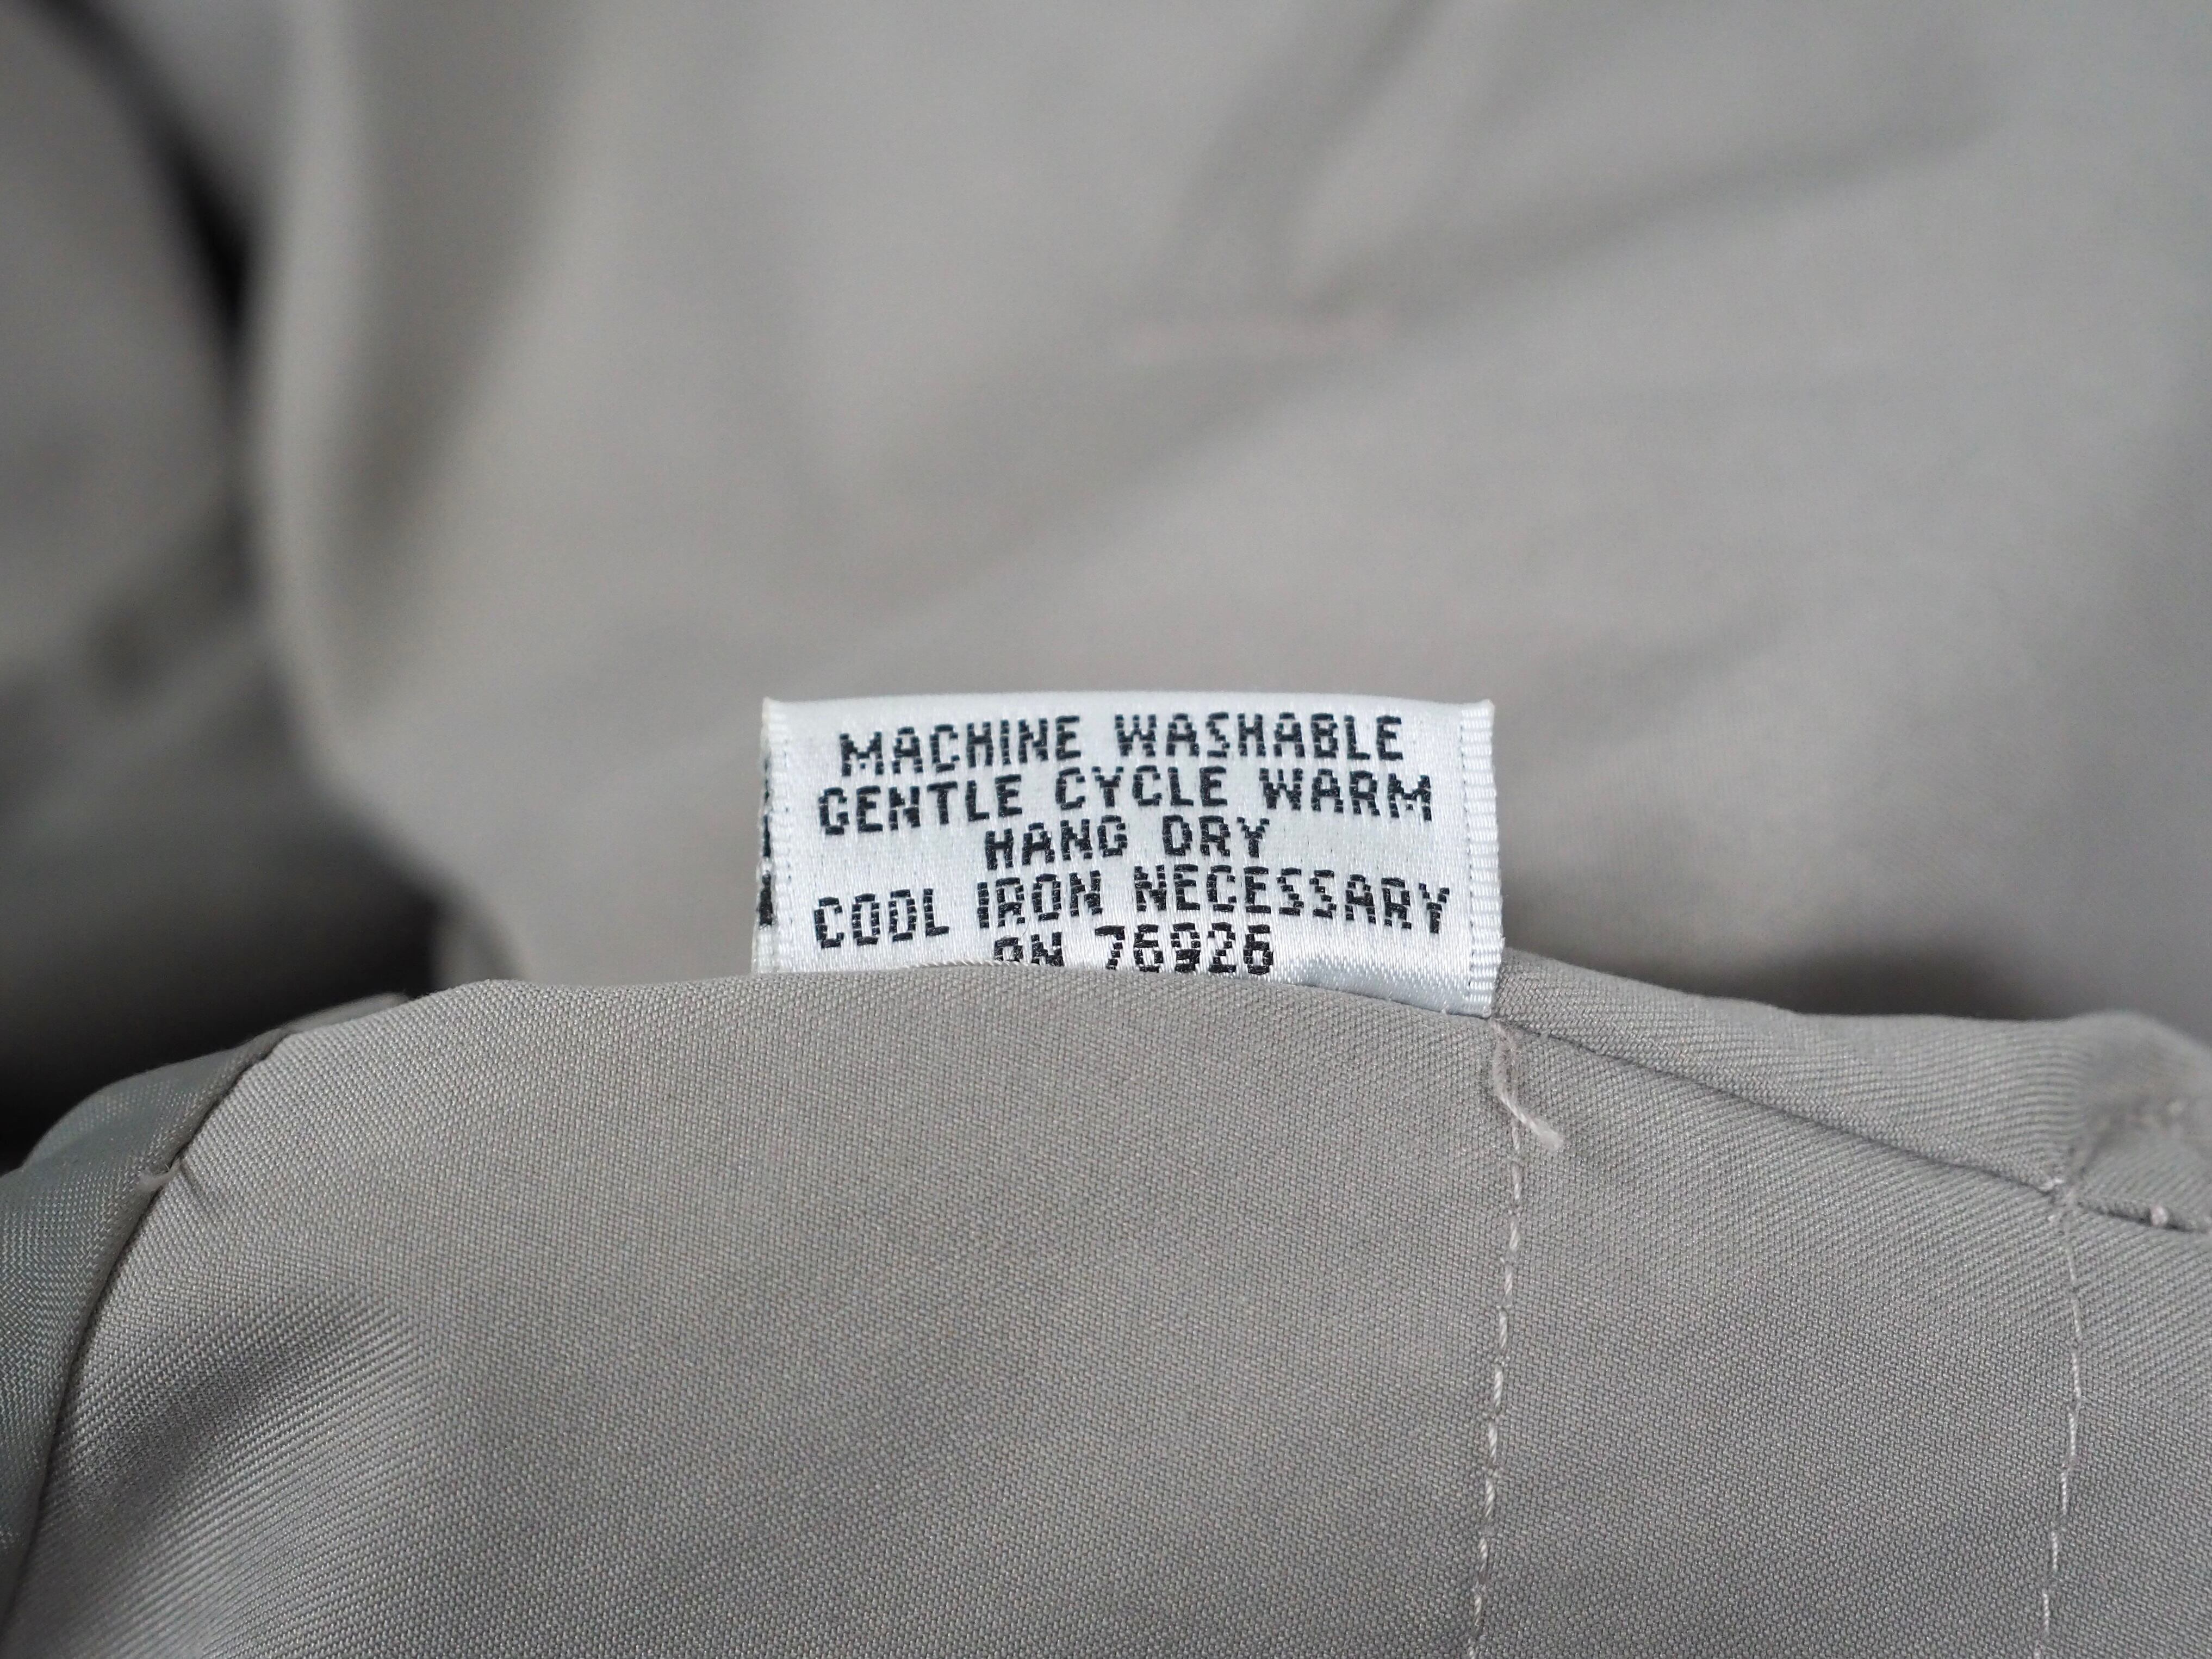 MACHINE WASHABLE
GENTLE CYCLE WARM
HANG DRY
COOL IRON NECESSARY
RN 76926